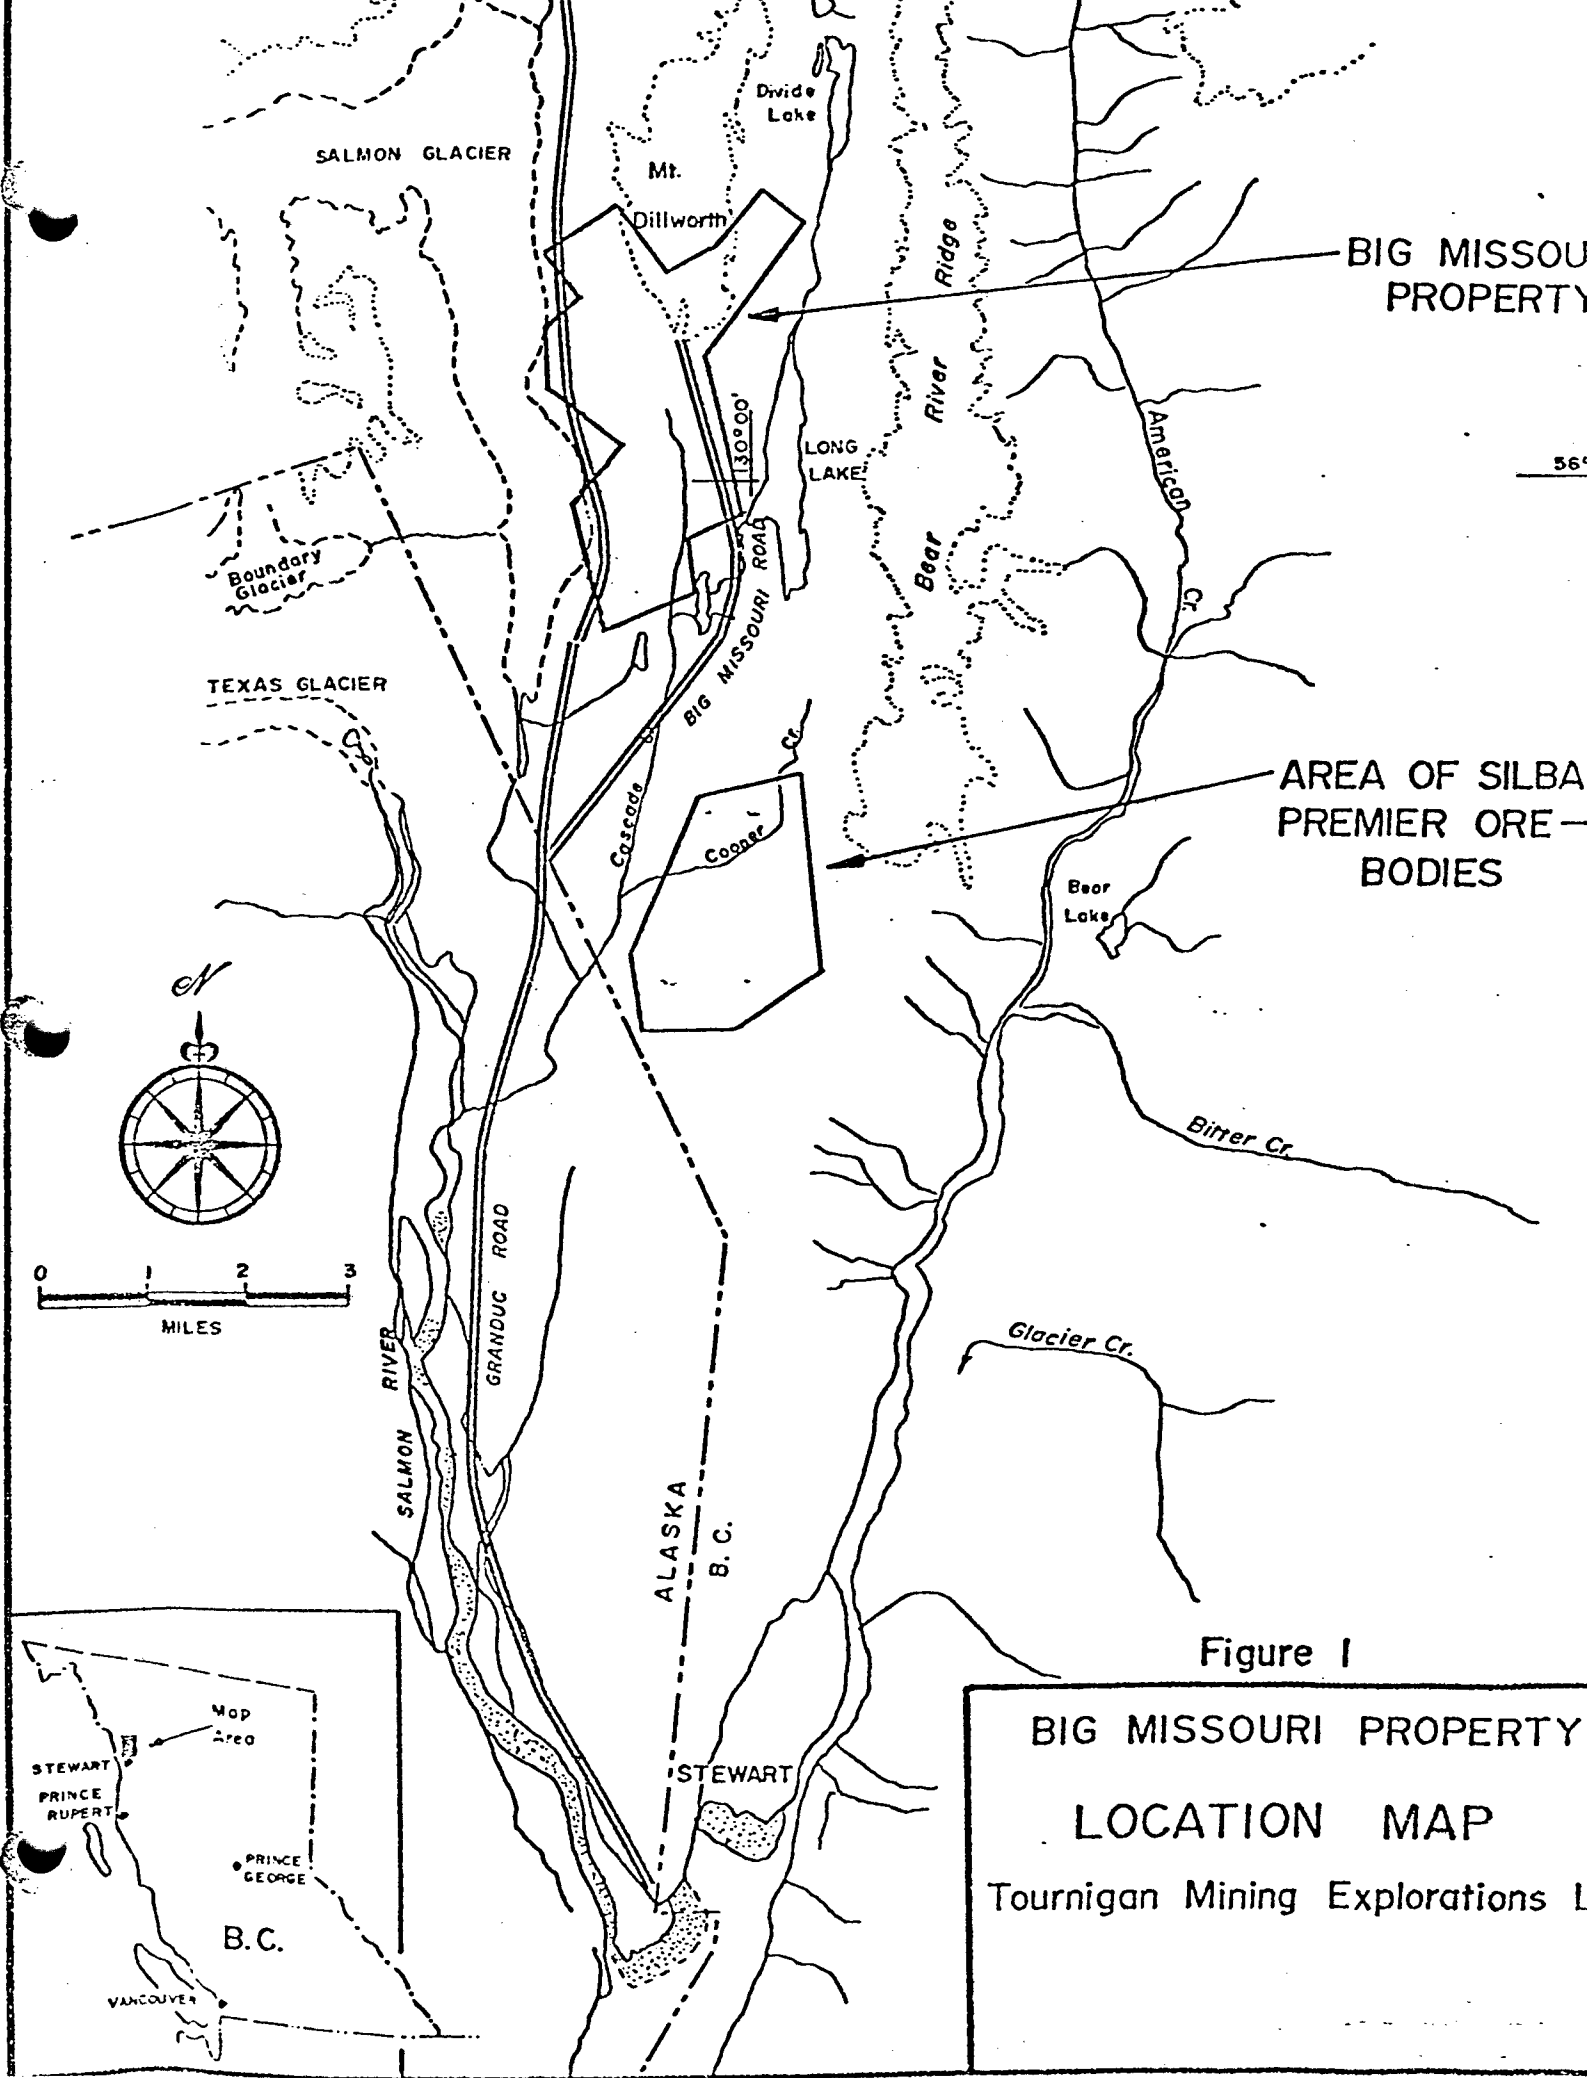 Divide
Lake
SALMON GLACIER
Mt.
Dillworth
BIG MISSOU
PROPERTY
Ridge
River
Bear
American
Cr.
130°00'
LONG
LAKE
56°
Boundary
Glacier
BIG MISSOURI ROAD
TEXAS GLACIER
Cr.
Cooper
Cascade
AREA OF SILBA
PREMIER ORE—
BODIES
Bear
Lake
N
Bitter Cr.
0 1 2 3
MILES
GRANDUC ROAD
SALMON RIVER
Glacier Cr.
ALASKA
B.C.
Figure 1
Map
Area
STEWART
PRINCE
RUPERT
PRINCE
GEORGE
B.C.
VANCOUVER
STEWART
BIG MISSOURI PROPERTY
LOCATION MAP
Tournigan Mining Explorations L